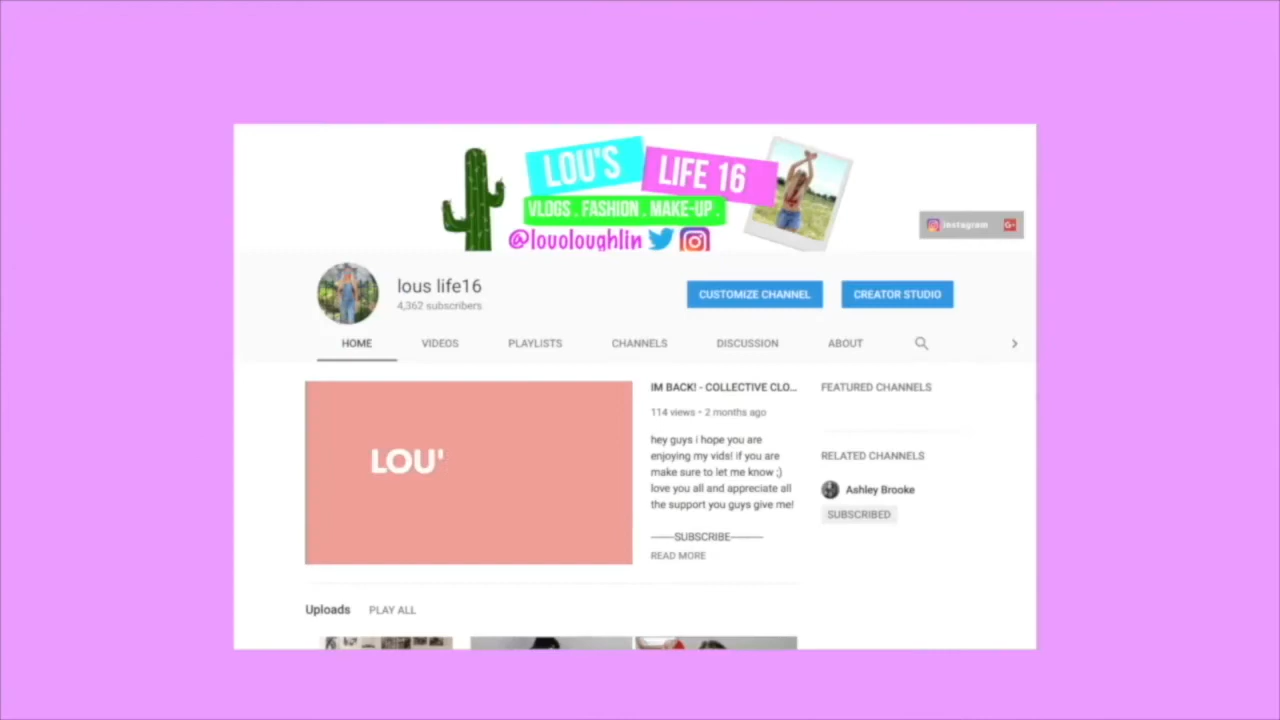 LOU'S
LIFE 16
VLOGS . FASHION . MAKE-UP .
@louoloughlin
Instagram
G+
lous life16
4,362 subscribers
CUSTOMIZE CHANNEL
CREATOR STUDIO
HOME
VIDEOS
PLAYLISTS
CHANNELS
DISCUSSION
ABOUT
LOU'
IM BACK! - COLLECTIVE CLO...
114 views • 2 months ago
hey guys i hope you are
enjoying my vids! if you are
make sure to let me know ;)
love you all and appreciate all
the support you guys give me!
-------SUBSCRIBE----------
READ MORE
FEATURED CHANNELS
RELATED CHANNELS
Ashley Brooke
SUBSCRIBED
Uploads
PLAY ALL